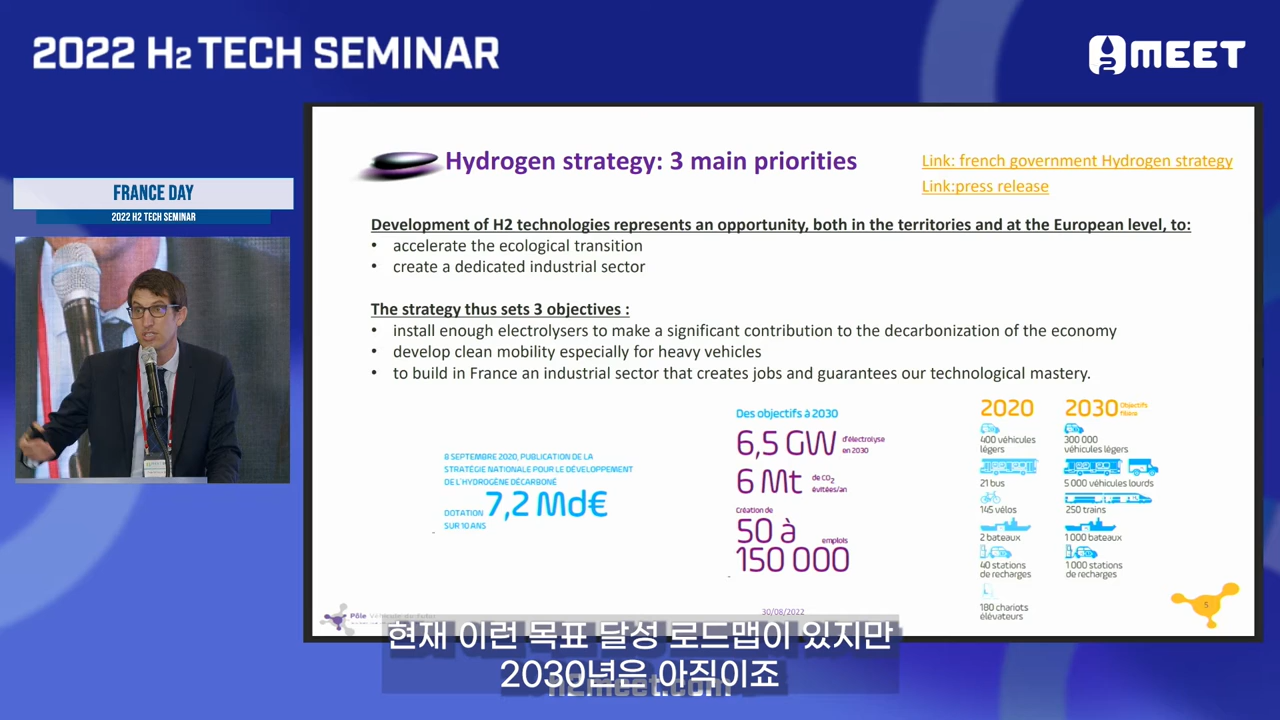 2022 H2 TECH SEMINAR
MEET
FRANCE DAY
2022 H2 TECH SEMINAR
Hydrogen strategy: 3 main priorities
Link: french government Hydrogen strategy
Link:press release
Development of H2 technologies represents an opportunity, both in the territories and at the European level, to:
• accelerate the ecological transition
• create a dedicated industrial sector
The strategy thus sets 3 objectives :
• install enough electrolysers to make a significant contribution to the decarbonization of the economy
• develop clean mobility especially for heavy vehicles
• to build in France an industrial sector that creates jobs and guarantees our technological mastery.
8 SEPTEMBRE 2020, PUBLICATION DE LA
STRATÉGIE NATIONALE POUR LE DÉVELOPPEMENT
DE L'HYDROGÈNE DÉCARBONÉ
DOTATION 7,2 Md€
SUR 10 ANS
Des objectifs à 2030
6,5 GW d'électrolyse
en 2030
6 Mt de CO2
évitées/an
Création de
50 à
150 000 emplois
2020
400 véhicules
légers
21 bus
145 vélos
2 bateaux
40 stations
de recharges
180 chariots
élévateurs
2030 Objectifs
filière
300 000
véhicules légers
5 000 véhicules lourds
250 trains
1 000 bateaux
1 000 stations
de recharges
Pôle Véhicule du Futur
30/08/2022
5
현재 이런 목표 달성 로드맵이 있지만
2030년은 아직이죠
h2meet.com